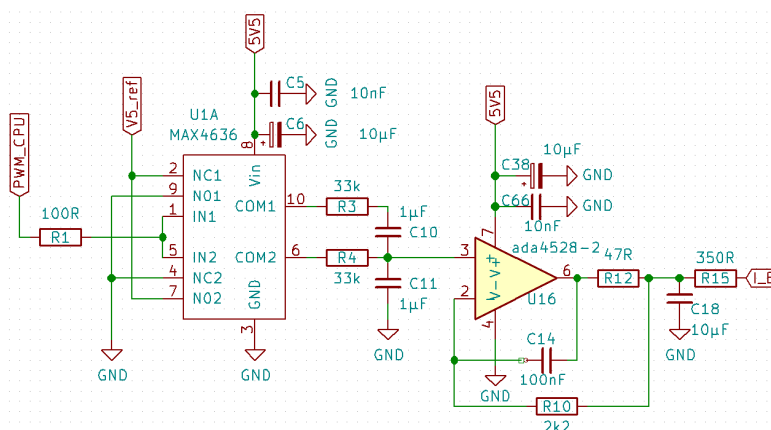 5V5
V5_ref
PWM_CPU
C5
GND
10nF
U1A
MAX4636
C6
GND
10µF
8
Vin
2
NC1
9
NO1
1
IN1
5
IN2
4
NC2
7
NO2
COM1
10
COM2
6
GND
3
100R
R1
33k
R3
R4
33k
1µF
C10
C11
1µF
GND
GND
GND
5V5
C38
10µF
GND
C66
GND
10nF
7
ada4528-2
3
2
V+
V-
6
U16
4
47R
R12
350R
R15
C18
10µF
GND
C14
100nF
GND
R10
2k2